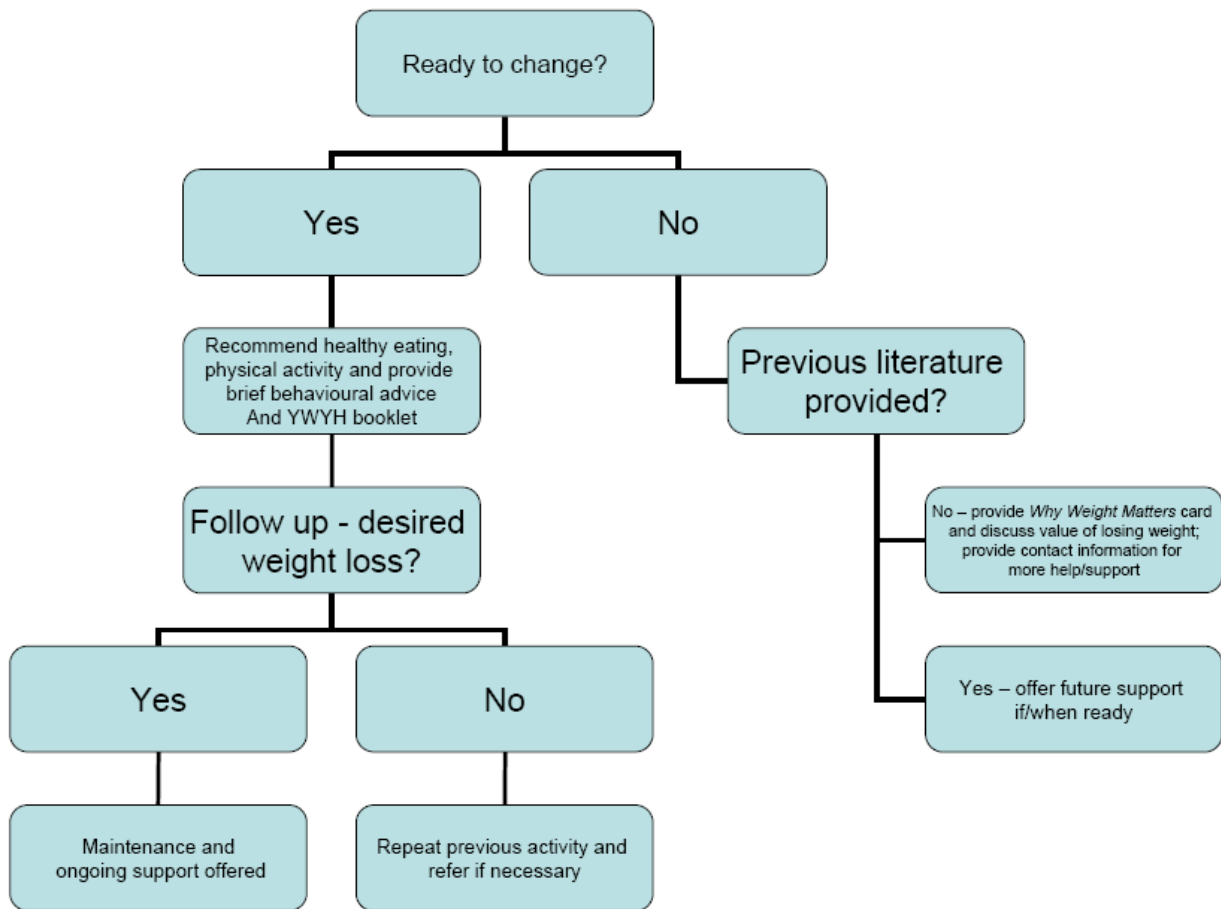 Ready to change?
Yes
No
Recommend healthy eating,
physical activity and provide
brief behavioural advice
And YWYH booklet
Previous literature
provided?
Follow up - desired
weight loss?
No – provide Why Weight Matters card
and discuss value of losing weight;
provide contact information for
more help/support
Yes
No
Yes – offer future support
if/when ready
Maintenance and
ongoing support offered
Repeat previous activity and
refer if necessary